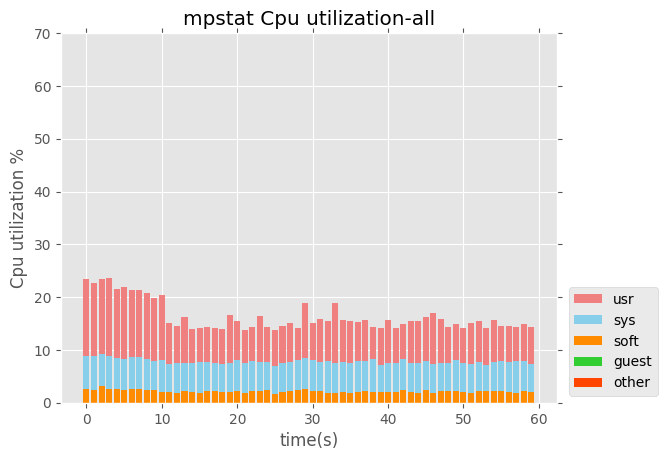 mpstat Cpu utilization-all
Cpu utilization %
70
60
50
40
30
20
10
0
0 10 20 30 40 50 60
time(s)
usr
sys
soft
guest
other